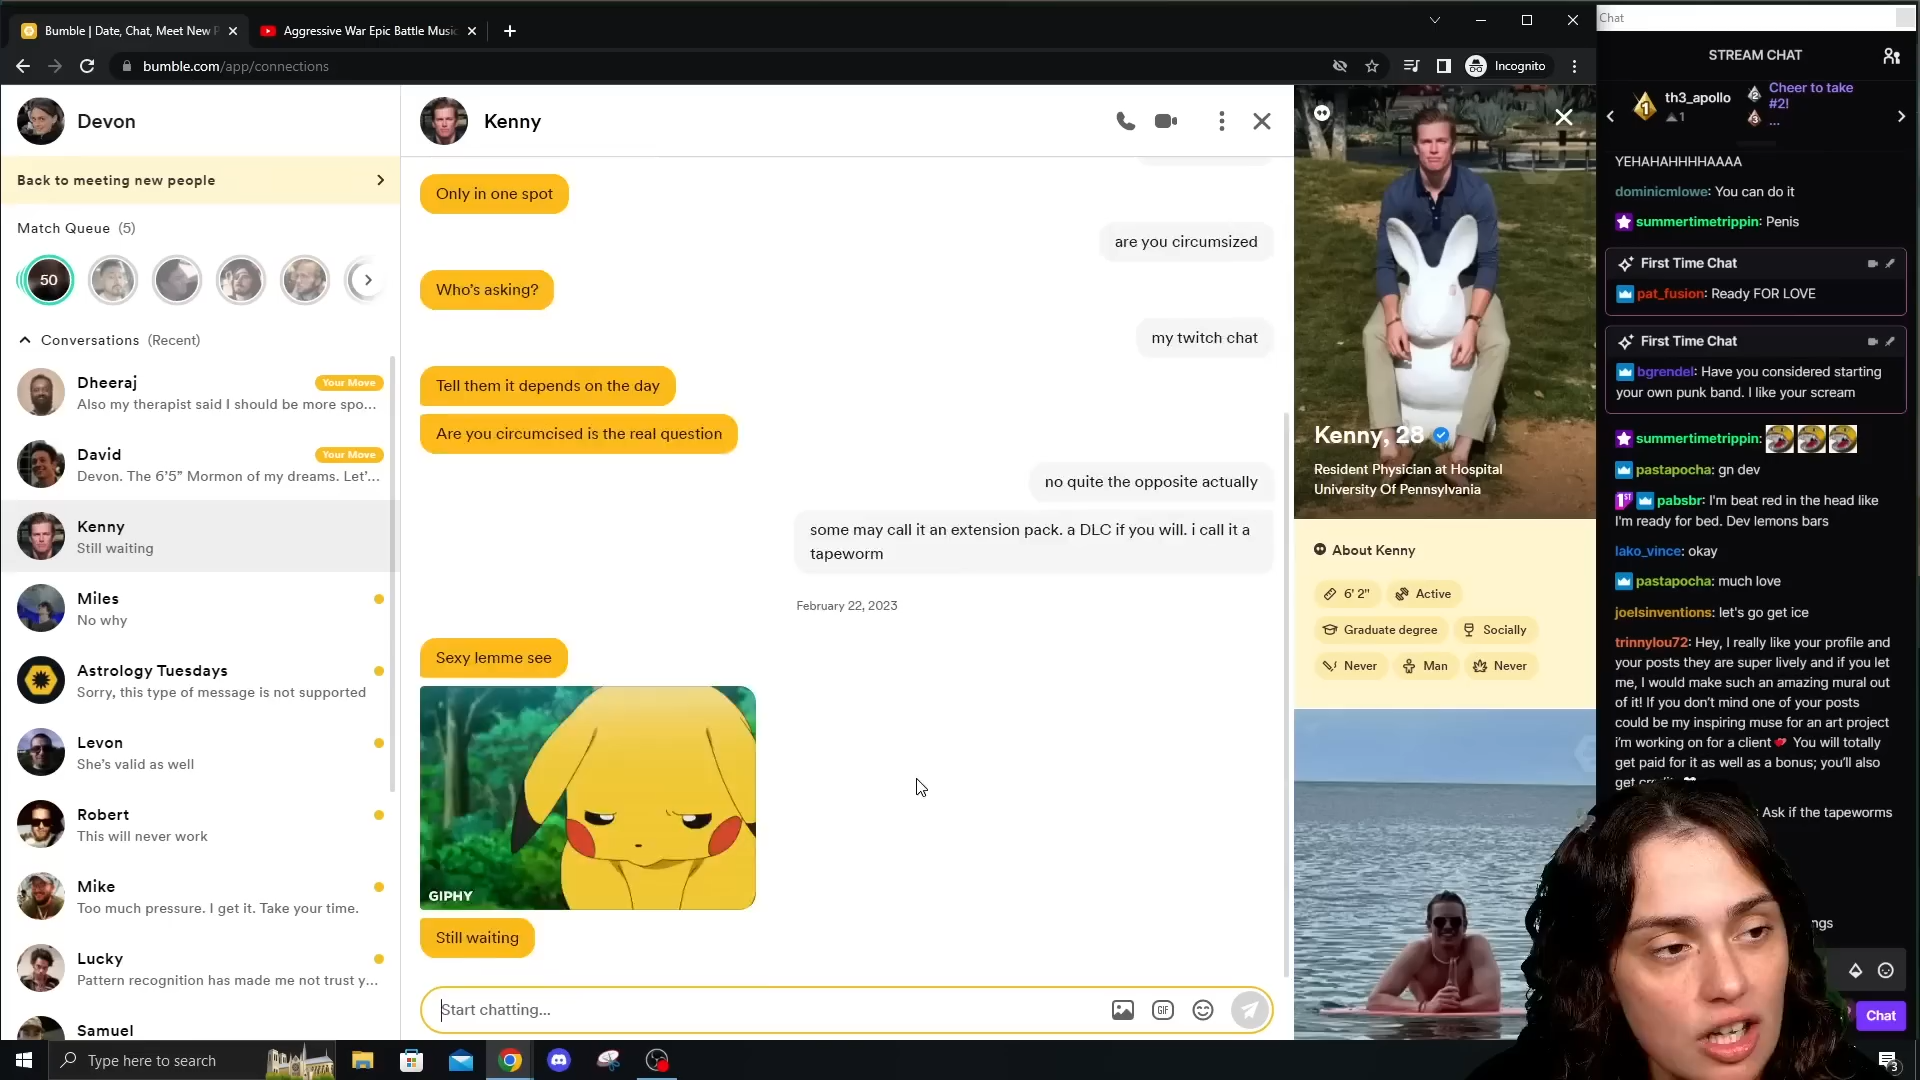 Bumble | Date, Chat, Meet New P
Aggressive War Epic Battle Music
bumble.com/app/connections
Incognito
Devon
Back to meeting new people
Match Queue (5)
50
Conversations (Recent)
Dheeraj
Your Move
Also my therapist said I should be more spo...
David
Your Move
Devon. The 6'5" Mormon of my dreams. Let'...
Kenny
Still waiting
Miles
No why
Astrology Tuesdays
Sorry, this type of message is not supported
Levon
She's valid as well
Robert
This will never work
Mike
Too much pressure. I get it. Take your time.
Lucky
Pattern recognition has made me not trust y...
Samuel
Kenny
Only in one spot
are you circumsized
Who's asking?
my twitch chat
Tell them it depends on the day
Are you circumcised is the real question
no quite the opposite actually
some may call it an extension pack. a DLC if you will. i call it a
tapeworm
February 22, 2023
Sexy lemme see
GIPHY
Still waiting
Start chatting...
GIF
Kenny, 28
Resident Physician at Hospital
University Of Pennsylvania
About Kenny
6' 2"
Active
Graduate degree
Socially
Never
Man
Never
Chat
STREAM CHAT
1
th3_apollo
1
2
Cheer to take
#2!
3
...
YEHAHAHHHHAAAA
dominicmlowe: You can do it
summertimetrippin: Penis
First Time Chat
pat_fusion: Ready FOR LOVE
First Time Chat
bgrendel: Have you considered starting
your own punk band. I like your scream
summertimetrippin:
pastapocha: gn dev
1ST pabsbr: I'm beat red in the head like
I'm ready for bed. Dev lemons bars
lako_vince: okay
pastapocha: much love
joelsinventions: let's go get ice
trinnylou72: Hey, I really like your profile and
your posts they are super lively and if you let
me, I would make such an amazing mural out
of it! If you don't mind one of your posts
could be my inspiring muse for an art project
i'm working on for a client You will totally
get paid for it as well as a bonus; you'll also
get
: Ask if the tapeworms
ngs
Chat
Type here to search
3